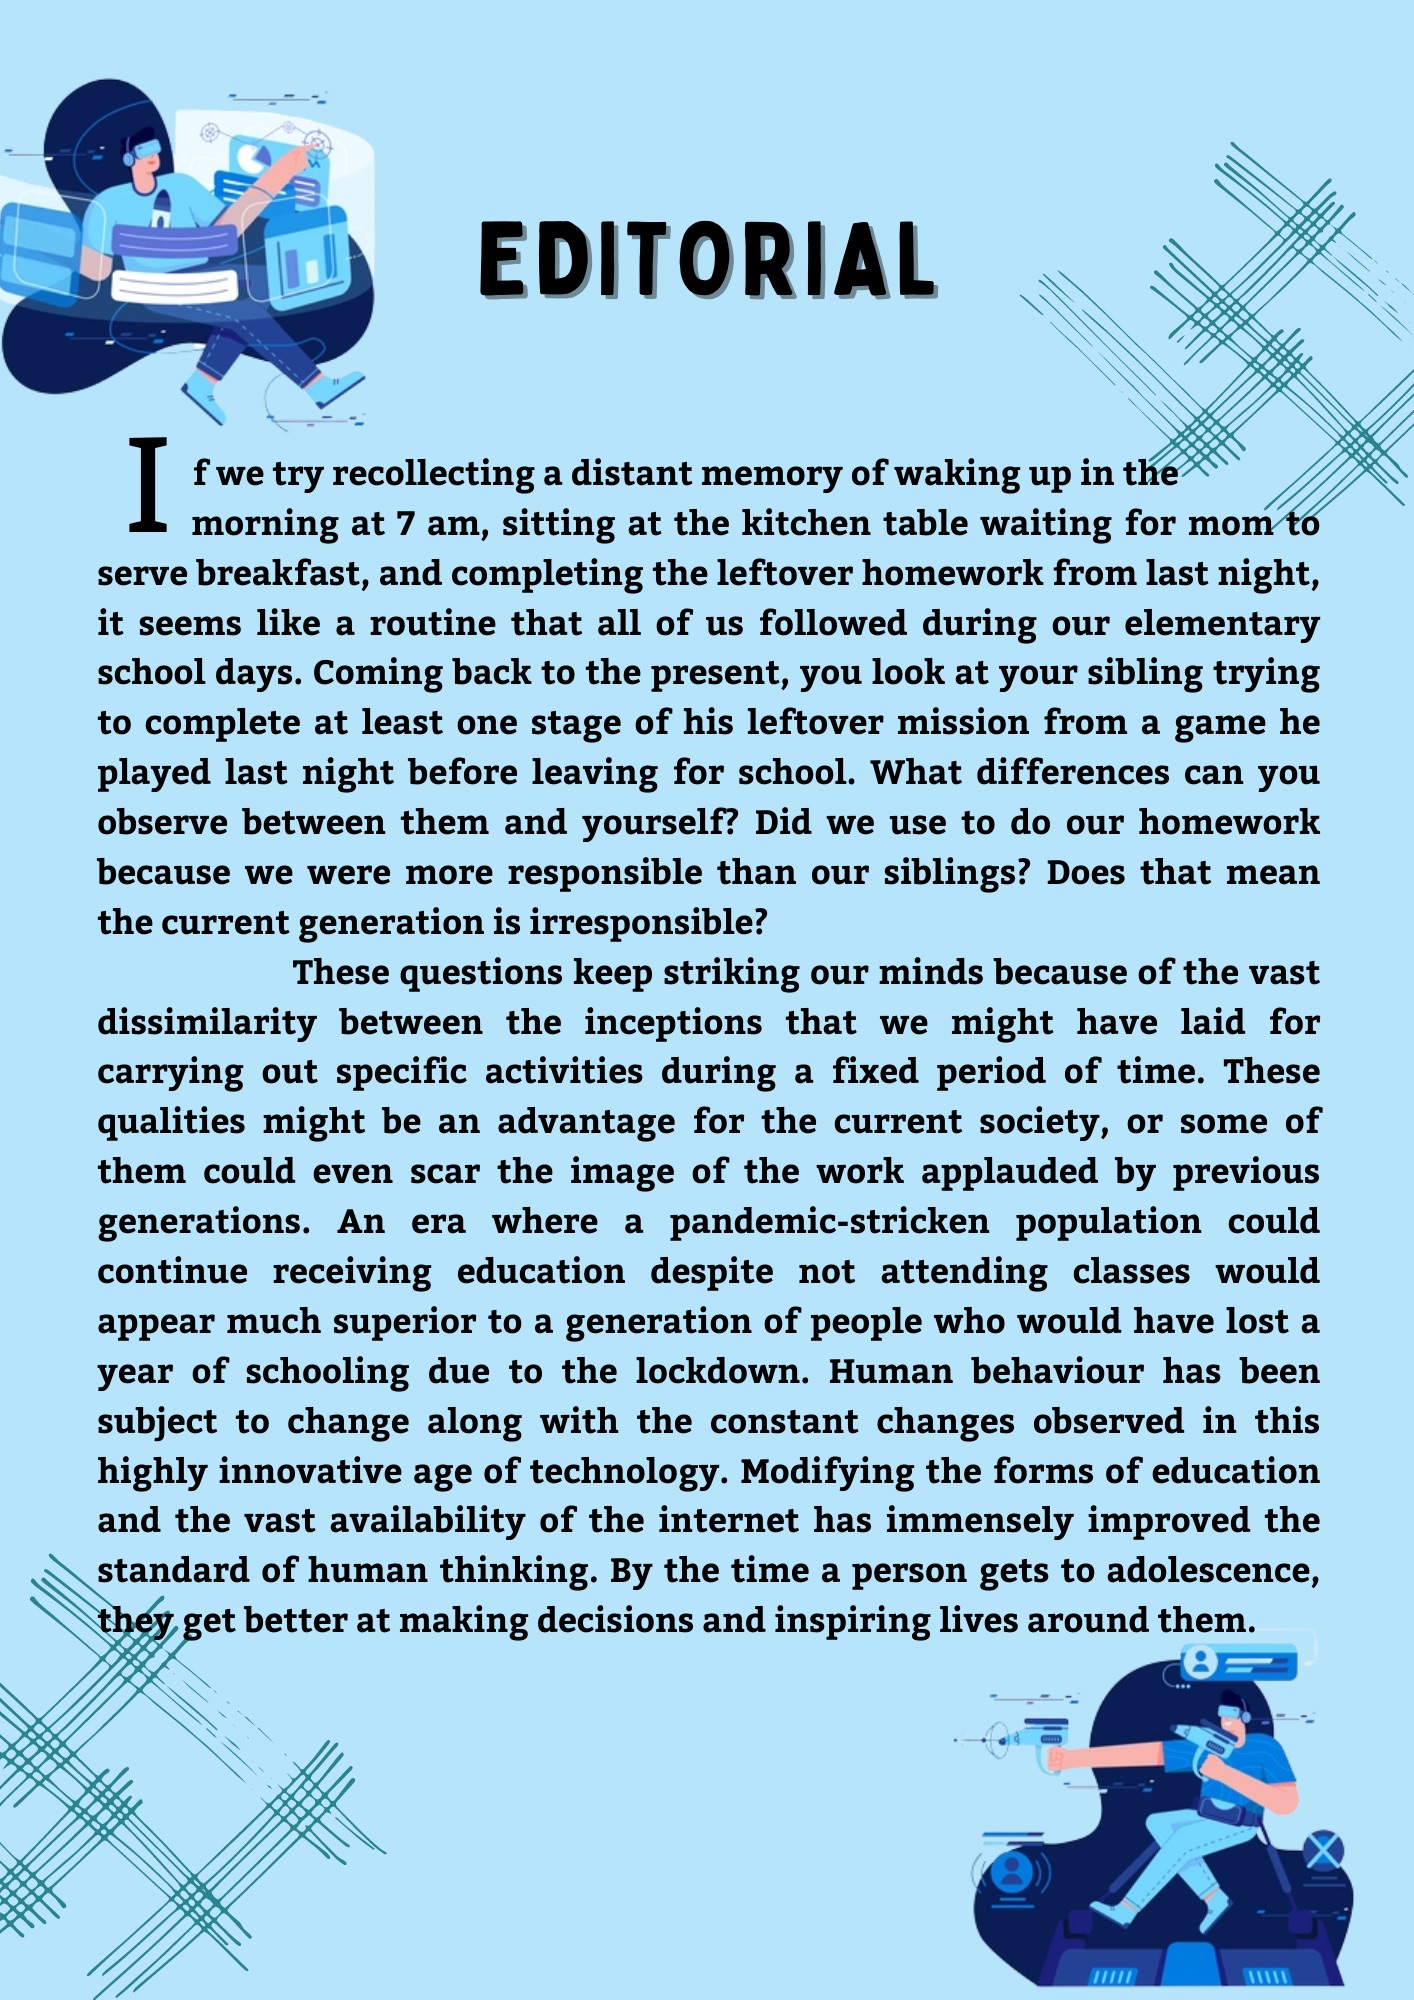 EDITORIAL
If we try recollecting a distant memory of waking up in the
morning at 7 am, sitting at the kitchen table waiting for mom to
serve breakfast, and completing the leftover homework from last night,
it seems like a routine that all of us followed during our elementary
school days. Coming back to the present, you look at your sibling trying
to complete at least one stage of his leftover mission from a game he
played last night before leaving for school. What differences can you
observe between them and yourself? Did we use to do our homework
because we were more responsible than our siblings? Does that mean
the current generation is irresponsible?
These questions keep striking our minds because of the vast
dissimilarity between the inceptions that we might have laid for
carrying out specific activities during a fixed period of time. These
qualities might be an advantage for the current society, or some of
them could even scar the image of the work applauded by previous
generations. An era where a pandemic-stricken population could
continue receiving education despite not attending classes would
appear much superior to a generation of people who would have lost a
year of schooling due to the lockdown. Human behaviour has been
subject to change along with the constant changes observed in this
highly innovative age of technology. Modifying the forms of education
and the vast availability of the internet has immensely improved the
standard of human thinking. By the time a person gets to adolescence,
they get better at making decisions and inspiring lives around them.